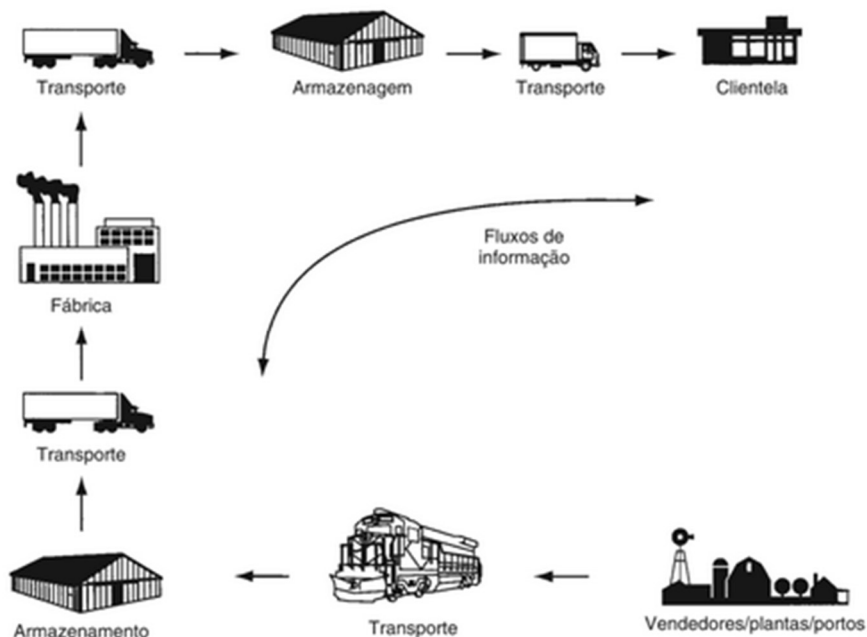 Transporte
Armazenagem
Transporte
Clientela
Fluxos de
informação
Fábrica
Transporte
Armazenamento
Transporte
Vendedores/plantas/portos